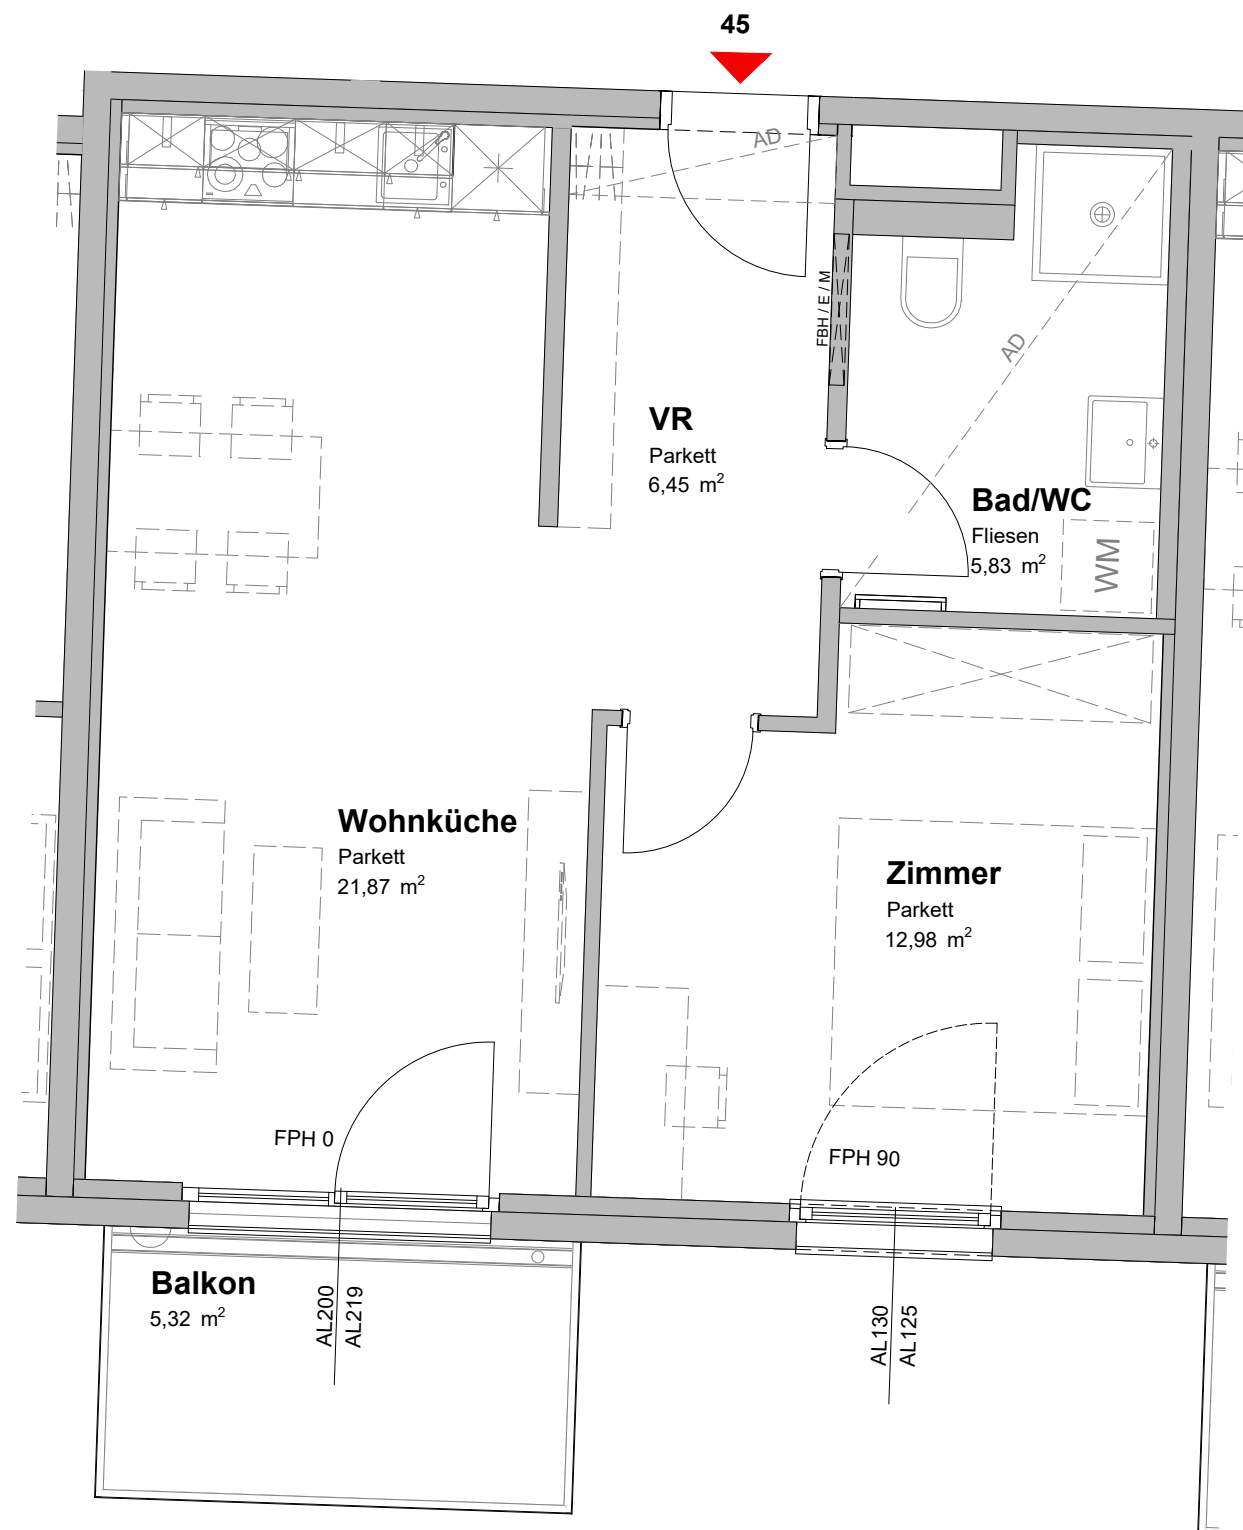 45
AD
FBH / E / M
AD
VR
Parkett
6,45 m²
Bad/WC
Fliesen
5,83 m²
WM
Wohnküche
Parkett
21,87 m²
Zimmer
Parkett
12,98 m²
FPH 0
FPH 90
Balkon
5,32 m²
AL200
AL219
AL130
AL125